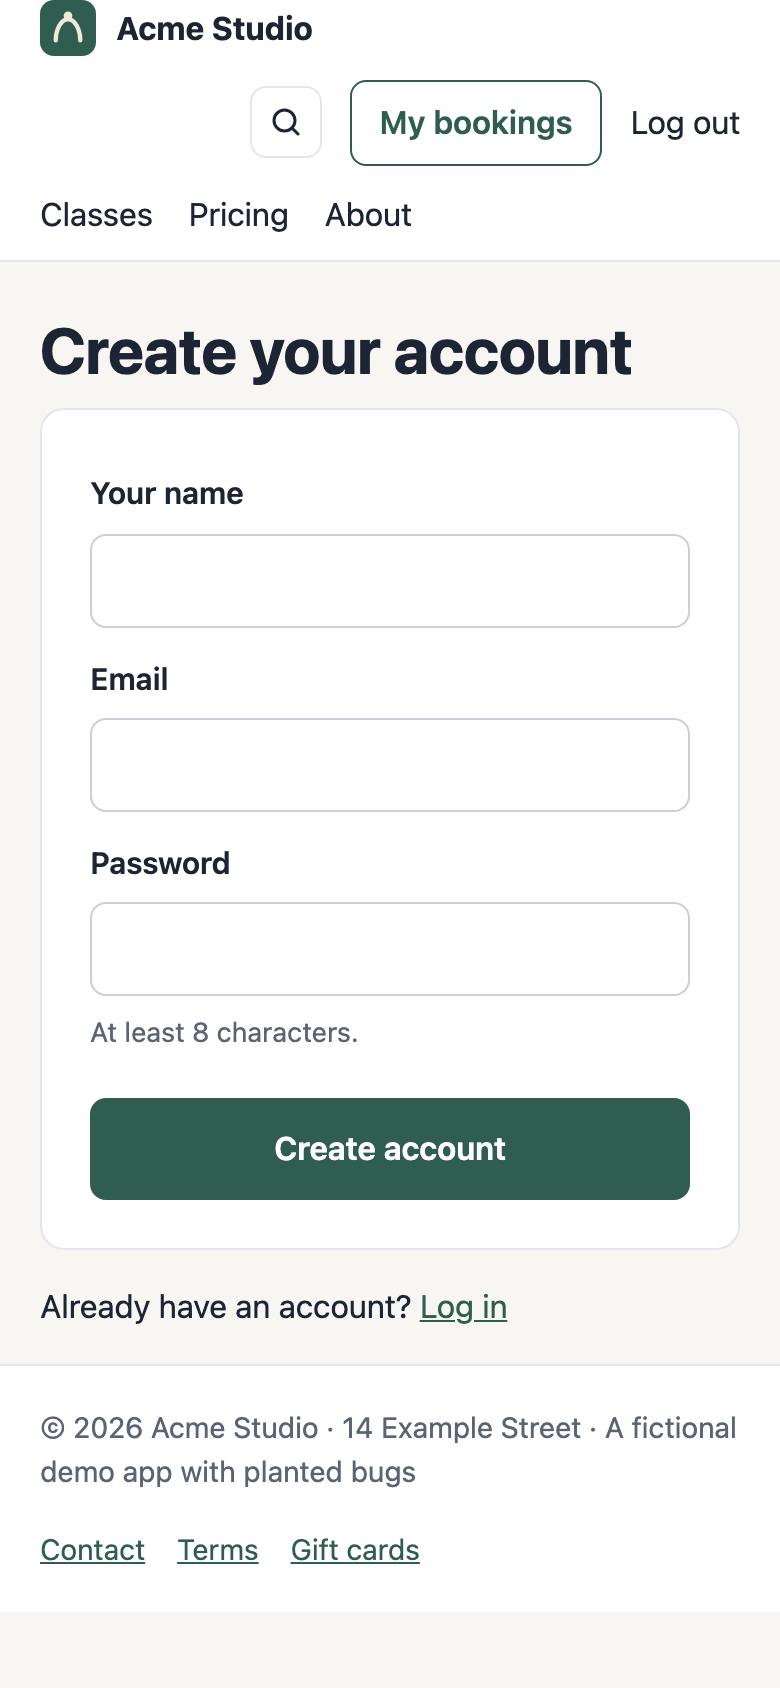 Acme Studio
My bookings
Log out
Classes
Pricing
About
Create your account
Your name
Email
Password
At least 8 characters.
Create account
Already have an account? Log in
© 2026 Acme Studio · 14 Example Street · A fictional
demo app with planted bugs
Contact
Terms
Gift cards